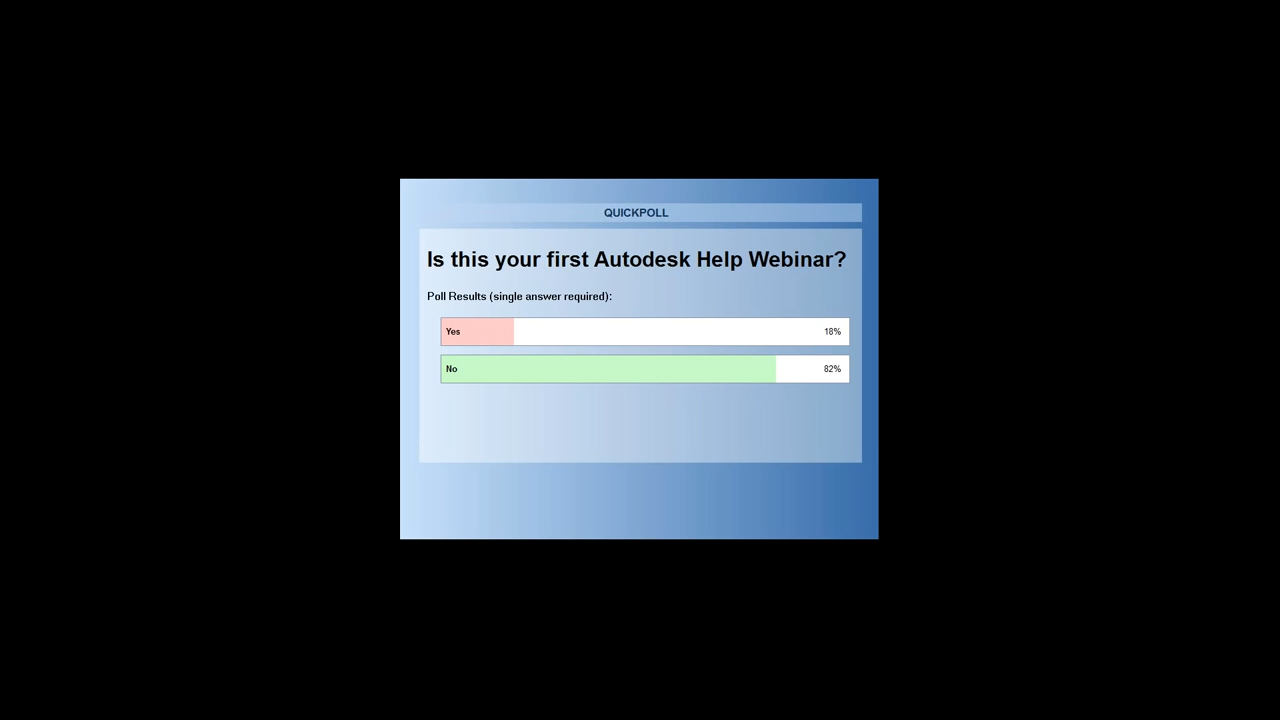 QUICKPOLL
Is this your first Autodesk Help Webinar?
Poll Results (single answer required):
Yes 18%
No 82%